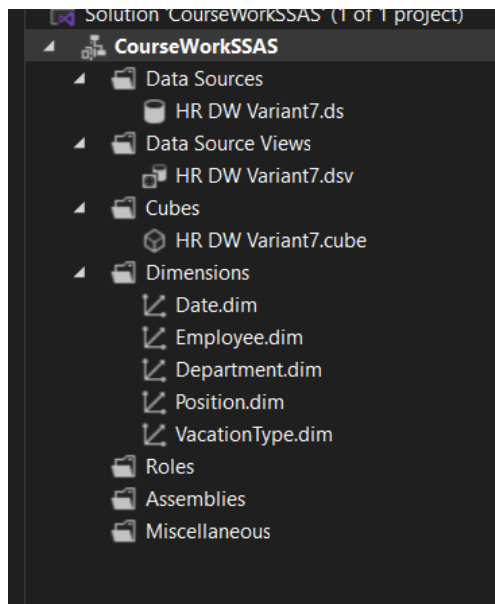 Solution 'CourseWorkSSAS' (1 of 1 project)
CourseWorkSSAS
Data Sources
HR DW Variant7.ds
Data Source Views
HR DW Variant7.dsv
Cubes
HR DW Variant7.cube
Dimensions
Date.dim
Employee.dim
Department.dim
Position.dim
VacationType.dim
Roles
Assemblies
Miscellaneous